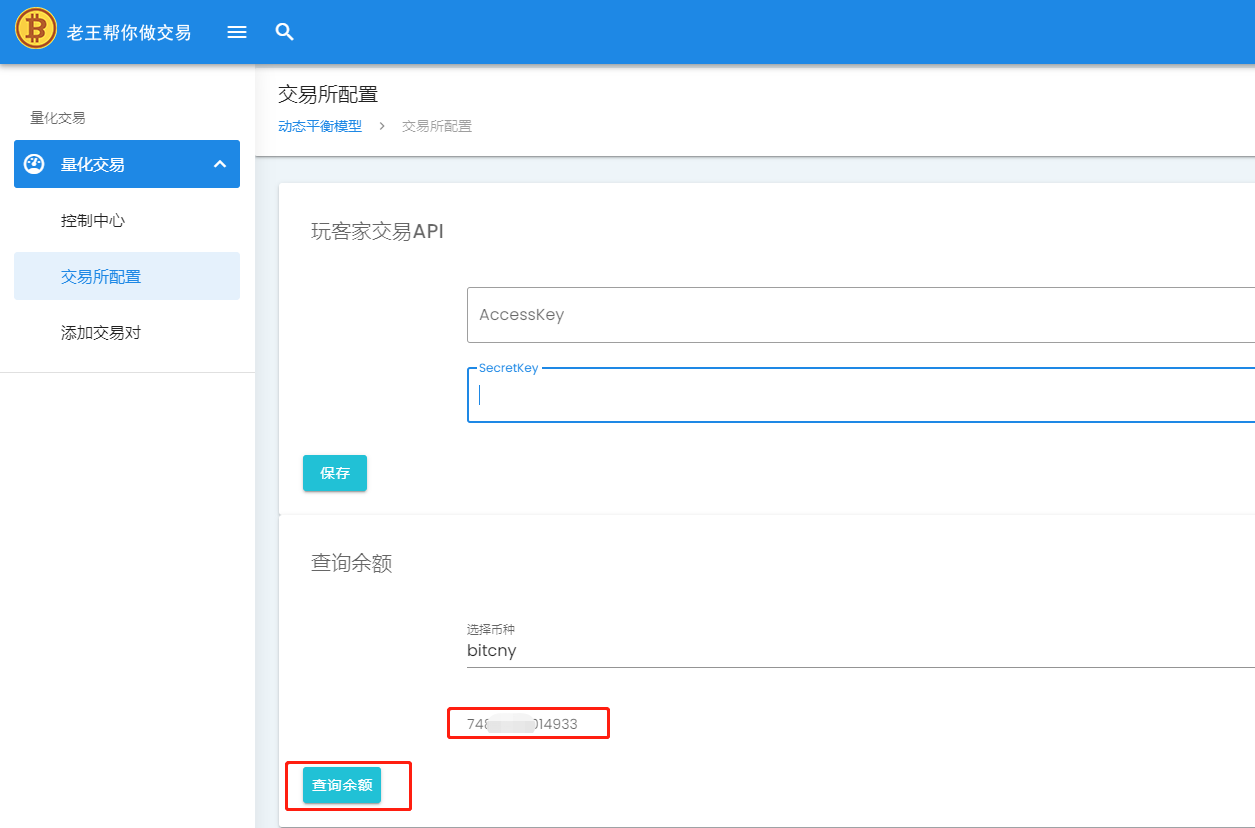 老王帮你做交易
交易所配置
动态平衡模型 > 交易所配置
量化交易
量化交易
控制中心
交易所配置
添加交易对
玩客家交易API
AccessKey
SecretKey
保存
查询余额
选择币种
bitcny
014933
查询余额